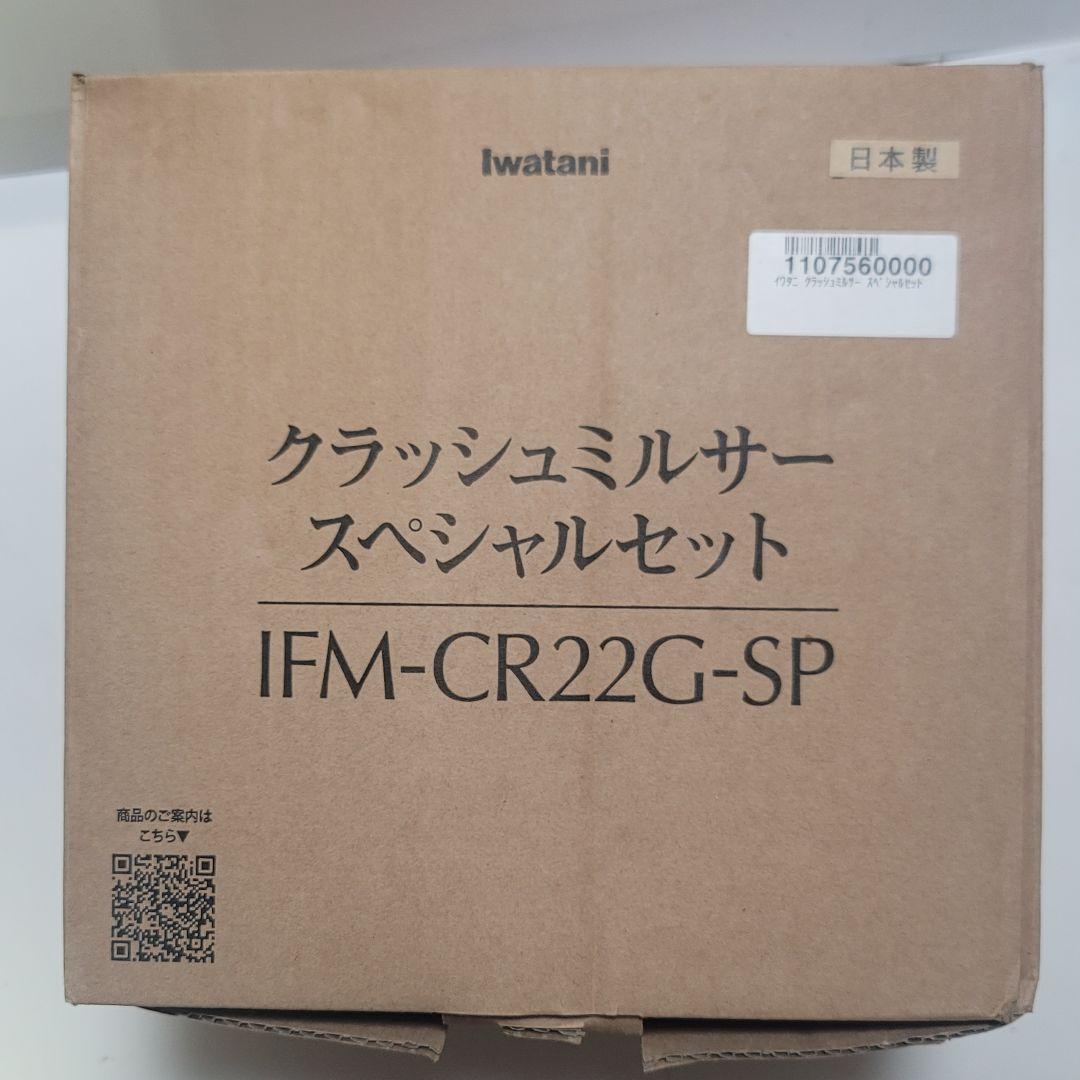 Iwatani
日本製
1107560000
イワタニ クラッシュミルサー スペシャルセット
クラッシュミルサー
スペシャルセット
IFM-CR22G-SP
商品のご案内は
こちら▼